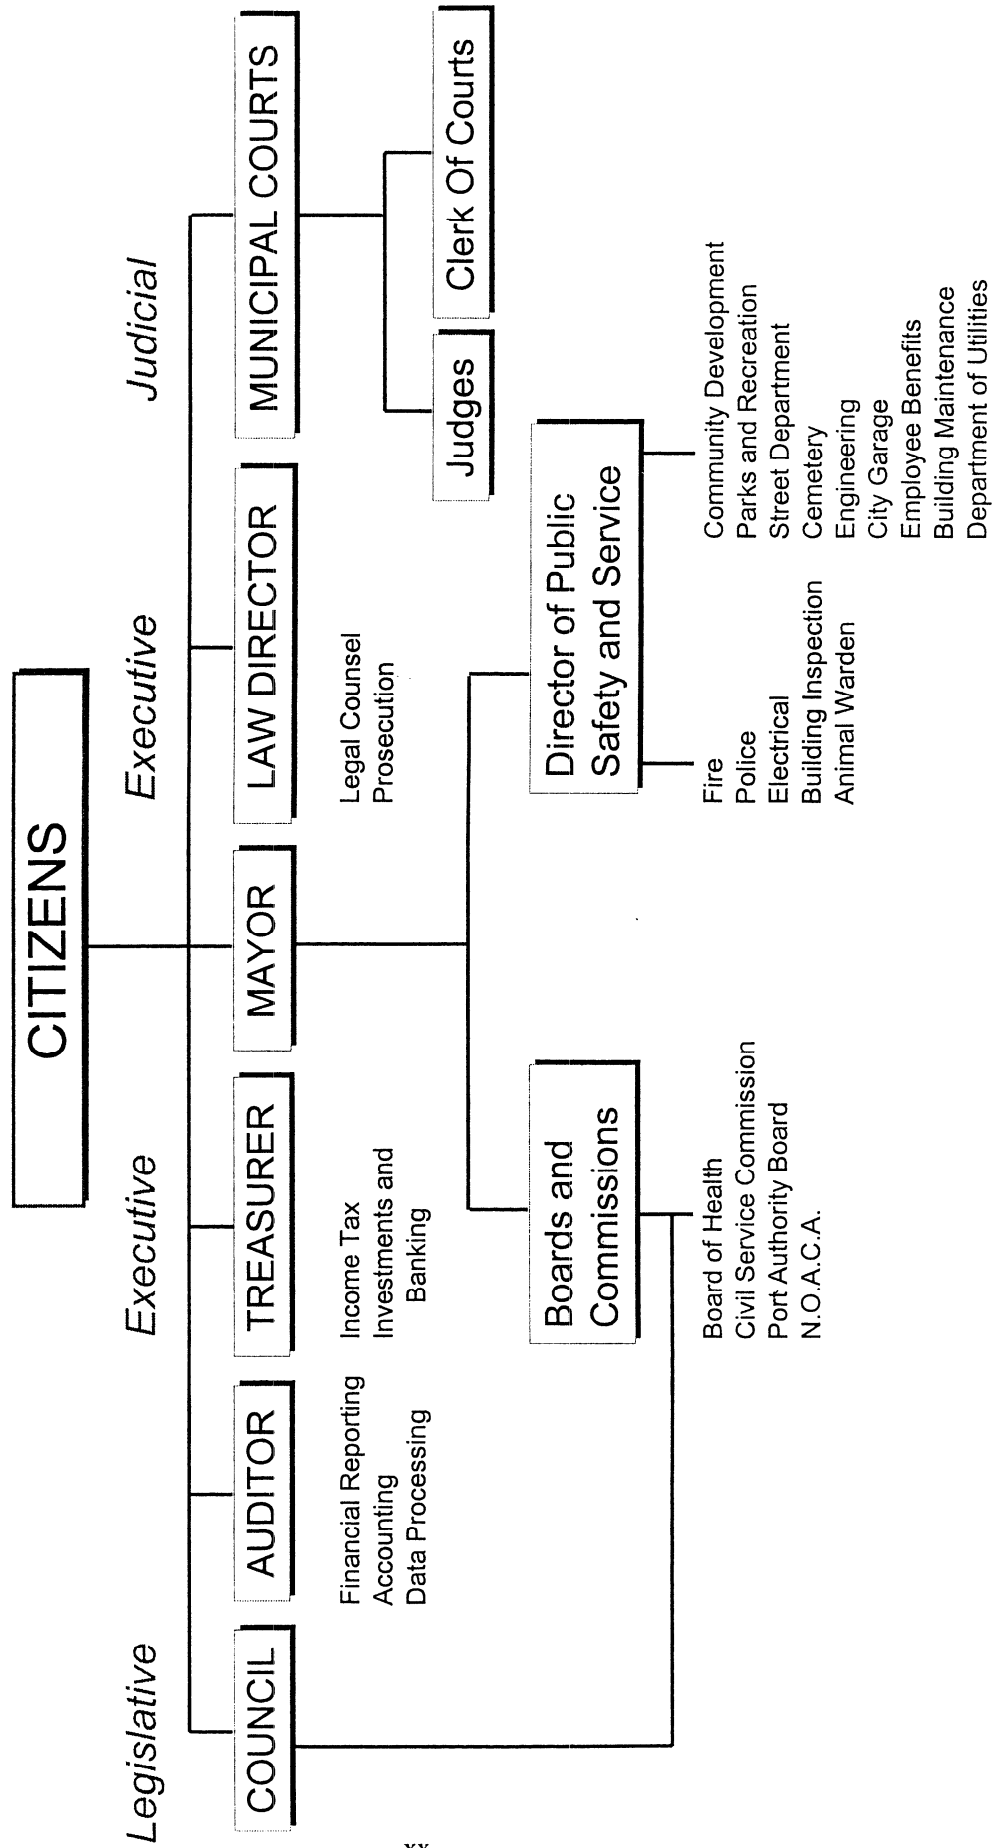 CITIZENS
Legislative
Executive
Executive
Judicial
COUNCIL
AUDITOR
TREASURER
MAYOR
LAW DIRECTOR
MUNICIPAL COURTS
Financial Reporting
Accounting
Data Processing
Income Tax
Investments and
Banking
Legal Counsel
Prosecution
Judges
Clerk Of Courts
Boards and
Commissions
Director of Public
Safety and Service
Board of Health
Civil Service Commission
Port Authority Board
N.O.A.C.A.
Fire
Police
Electrical
Building Inspection
Animal Warden
Community Development
Parks and Recreation
Street Department
Cemetery
Engineering
City Garage
Employee Benefits
Building Maintenance
Department of Utilities
xx